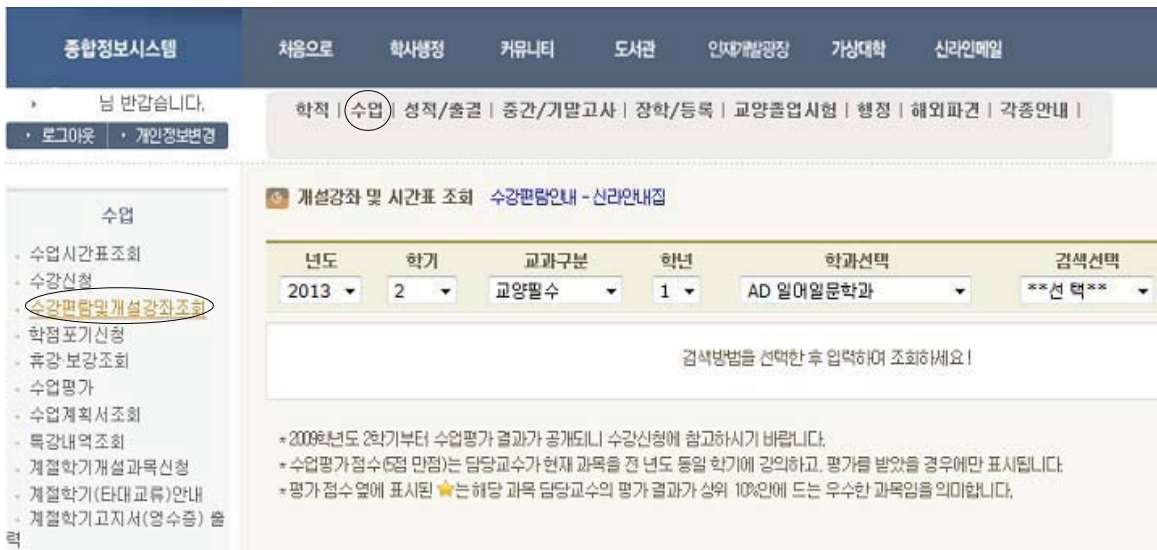 종합정보시스템 처음으로 학사행정 커뮤니티 도서관 인재개발광장 가상대학 신라인메일
님 반갑습니다.
· 로그아웃 · 개인정보변경
학적 | 수업 | 성적/출결 | 중간/기말고사 | 장학/등록 | 교양졸업시험 | 행정 | 해외파견 | 각종안내 |
수업
수업시간표조회
수강신청
수강편람및개설강좌조회
학점포기신청
휴강·보강조회
수업평가
수업계획서조회
특강내역조회
계절학기개설과목신청
계절학기(타대교류)안내
계절학기고지서(영수증) 출
력
개설강좌 및 시간표 조회 수강편람안내 - 신라안내집
년도 학기 교과구분 학년 학과선택 검색선택
2013 2 교양필수 1 AD 일어일문학과 **선 택**
검색방법을 선택한 후 입력하여 조회하세요!
*2009학년도 2학기부터 수업평가 결과가 공개되니 수강신청에 참고하시기 바랍니다.
*수업평가 점수(5점 만점)는 담당교수가 현재 과목을 전 년도 동일 학기에 강의하고, 평가를 받았을 경우에만 표시됩니다.
*평가 점수 옆에 표시된 ★는 해당 과목 담당교수의 평가 결과가 상위 10%안에 드는 우수한 과목임을 의미합니다.